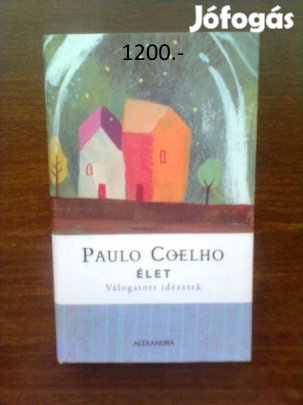 Jófogás
1200.-
PAULO COELHO
ÉLET
Válogatott idézetek
ALEXANDRA